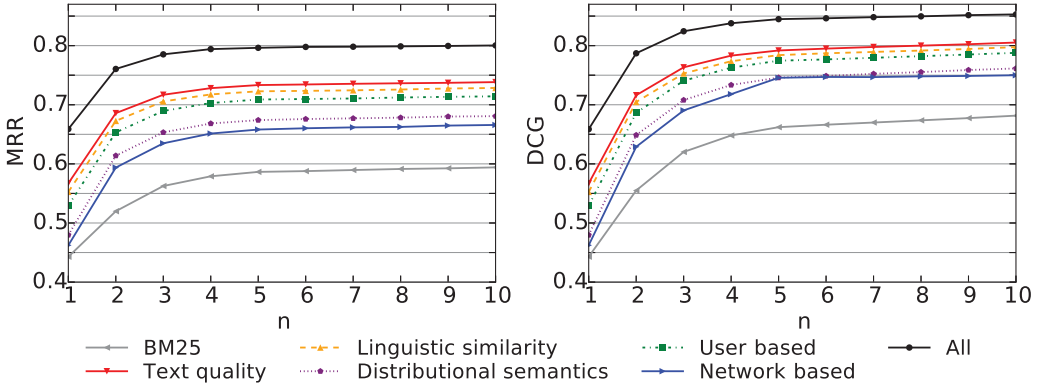 0.8
0.7
0.6
0.5
0.4
MRR
1 2 3 4 5 6 7 8 9 10
n
0.8
0.7
0.6
0.5
0.4
DCG
1 2 3 4 5 6 7 8 9 10
n
BM25 Linguistic similarity User based All
Text quality Distributional semantics Network based